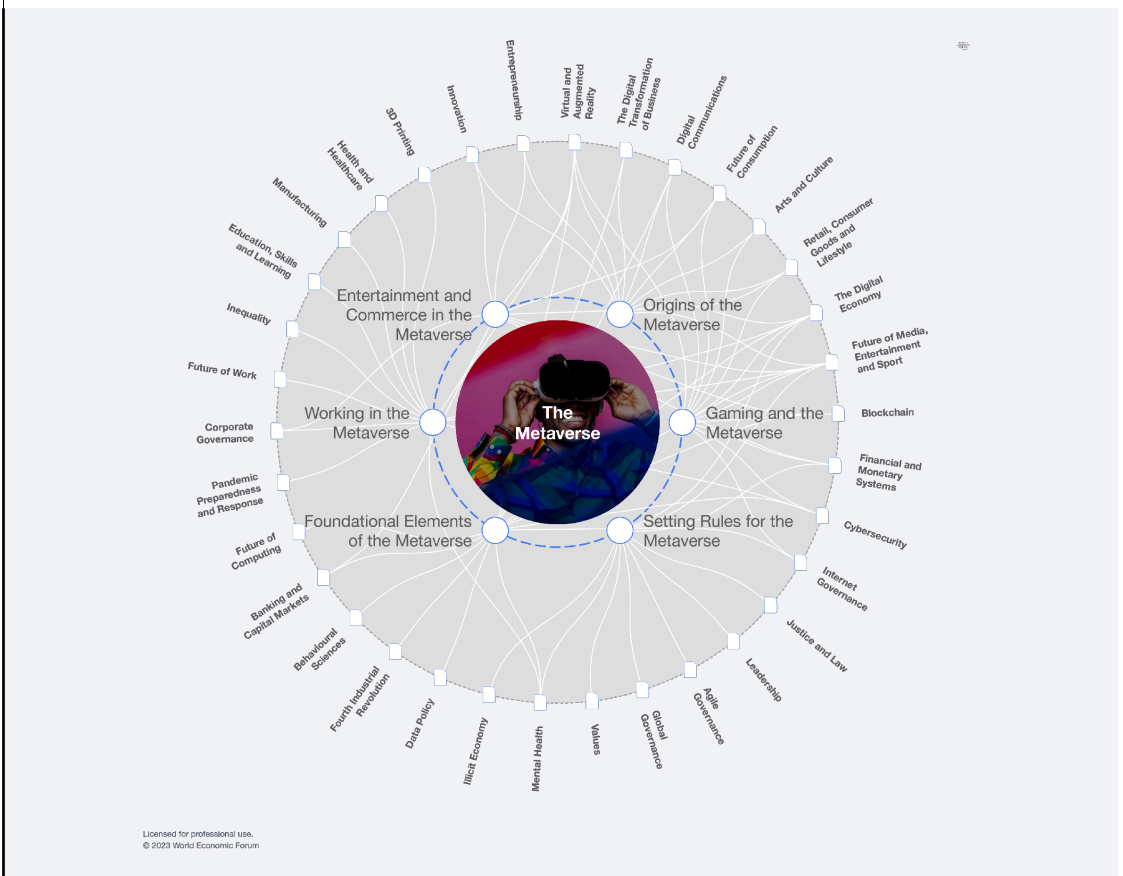 Entrepreneurship
Virtual and
Augmented
Reality
The Digital
Transformation
of Business
Digital
Communications
Future of
Consumption
Arts and Culture
Retail, Consumer
Goods and
Lifestyle
The Digital
Economy
Future of Media,
Entertainment
and Sport
Blockchain
Financial and
Monetary
Systems
Cybersecurity
Internet
Governance
Justice and Law
Leadership
Agile
Governance
Global
Governance
Values
Mental Health
Illicit Economy
Data Policy
Fourth Industrial
Revolution
Behavioural
Sciences
Banking and
Capital Markets
Future of
Computing
Pandemic
Preparedness
and Response
Corporate
Governance
Future of Work
Inequality
Education, Skills
and Learning
Manufacturing
Health and
Healthcare
3D Printing
Innovation
Entertainment and
Commerce in the
Metaverse
Origins of the
Metaverse
Working in the
Metaverse
The
Metaverse
Gaming and the
Metaverse
Foundational Elements
of the Metaverse
Setting Rules for the
Metaverse
Licensed for professional use.
© 2023 World Economic Forum